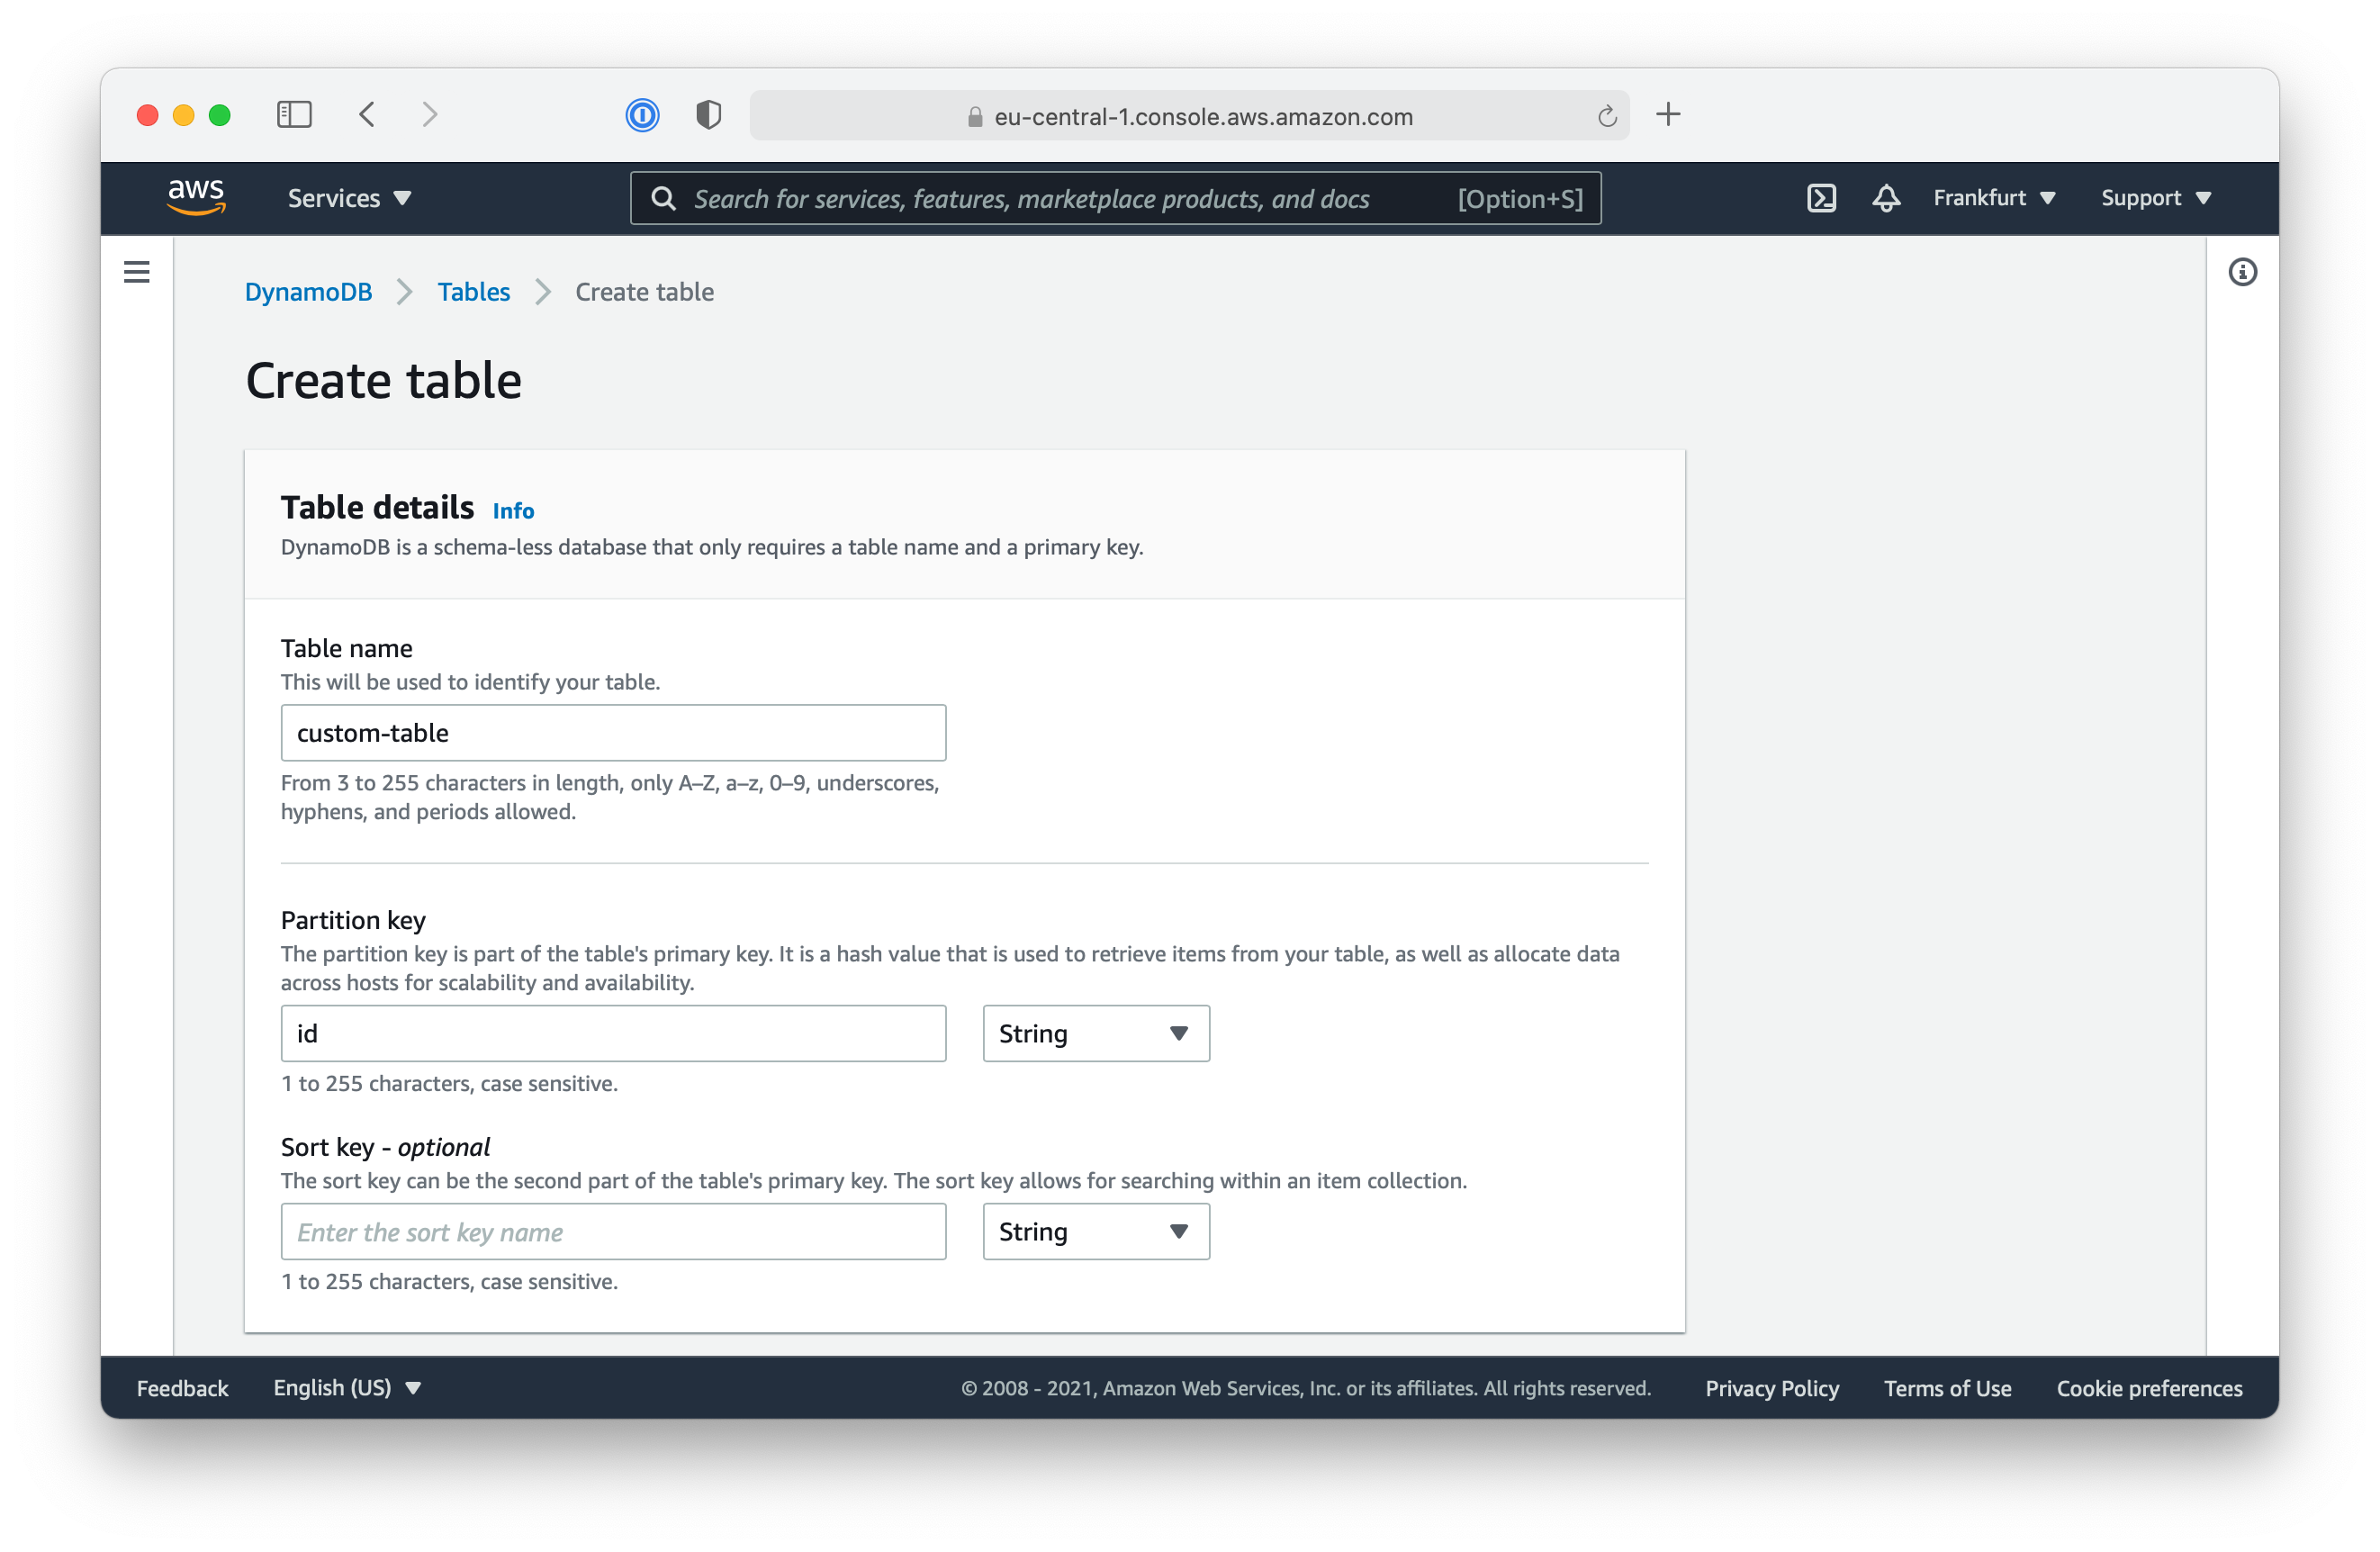 eu-central-1.console.aws.amazon.com
aws
Services
Search for services, features, marketplace products, and docs [Option+S]
Frankfurt
Support
DynamoDB Tables Create table
Create table
Table details Info
DynamoDB is a schema-less database that only requires a table name and a primary key.
Table name
This will be used to identify your table.
custom-table
From 3 to 255 characters in length, only A–Z, a–z, 0–9, underscores,
hyphens, and periods allowed.
Partition key
The partition key is part of the table's primary key. It is a hash value that is used to retrieve items from your table, as well as allocate data
across hosts for scalability and availability.
id
String
1 to 255 characters, case sensitive.
Sort key - optional
The sort key can be the second part of the table's primary key. The sort key allows for searching within an item collection.
Enter the sort key name
String
1 to 255 characters, case sensitive.
Feedback
English (US)
© 2008 - 2021, Amazon Web Services, Inc. or its affiliates. All rights reserved.
Privacy Policy
Terms of Use
Cookie preferences